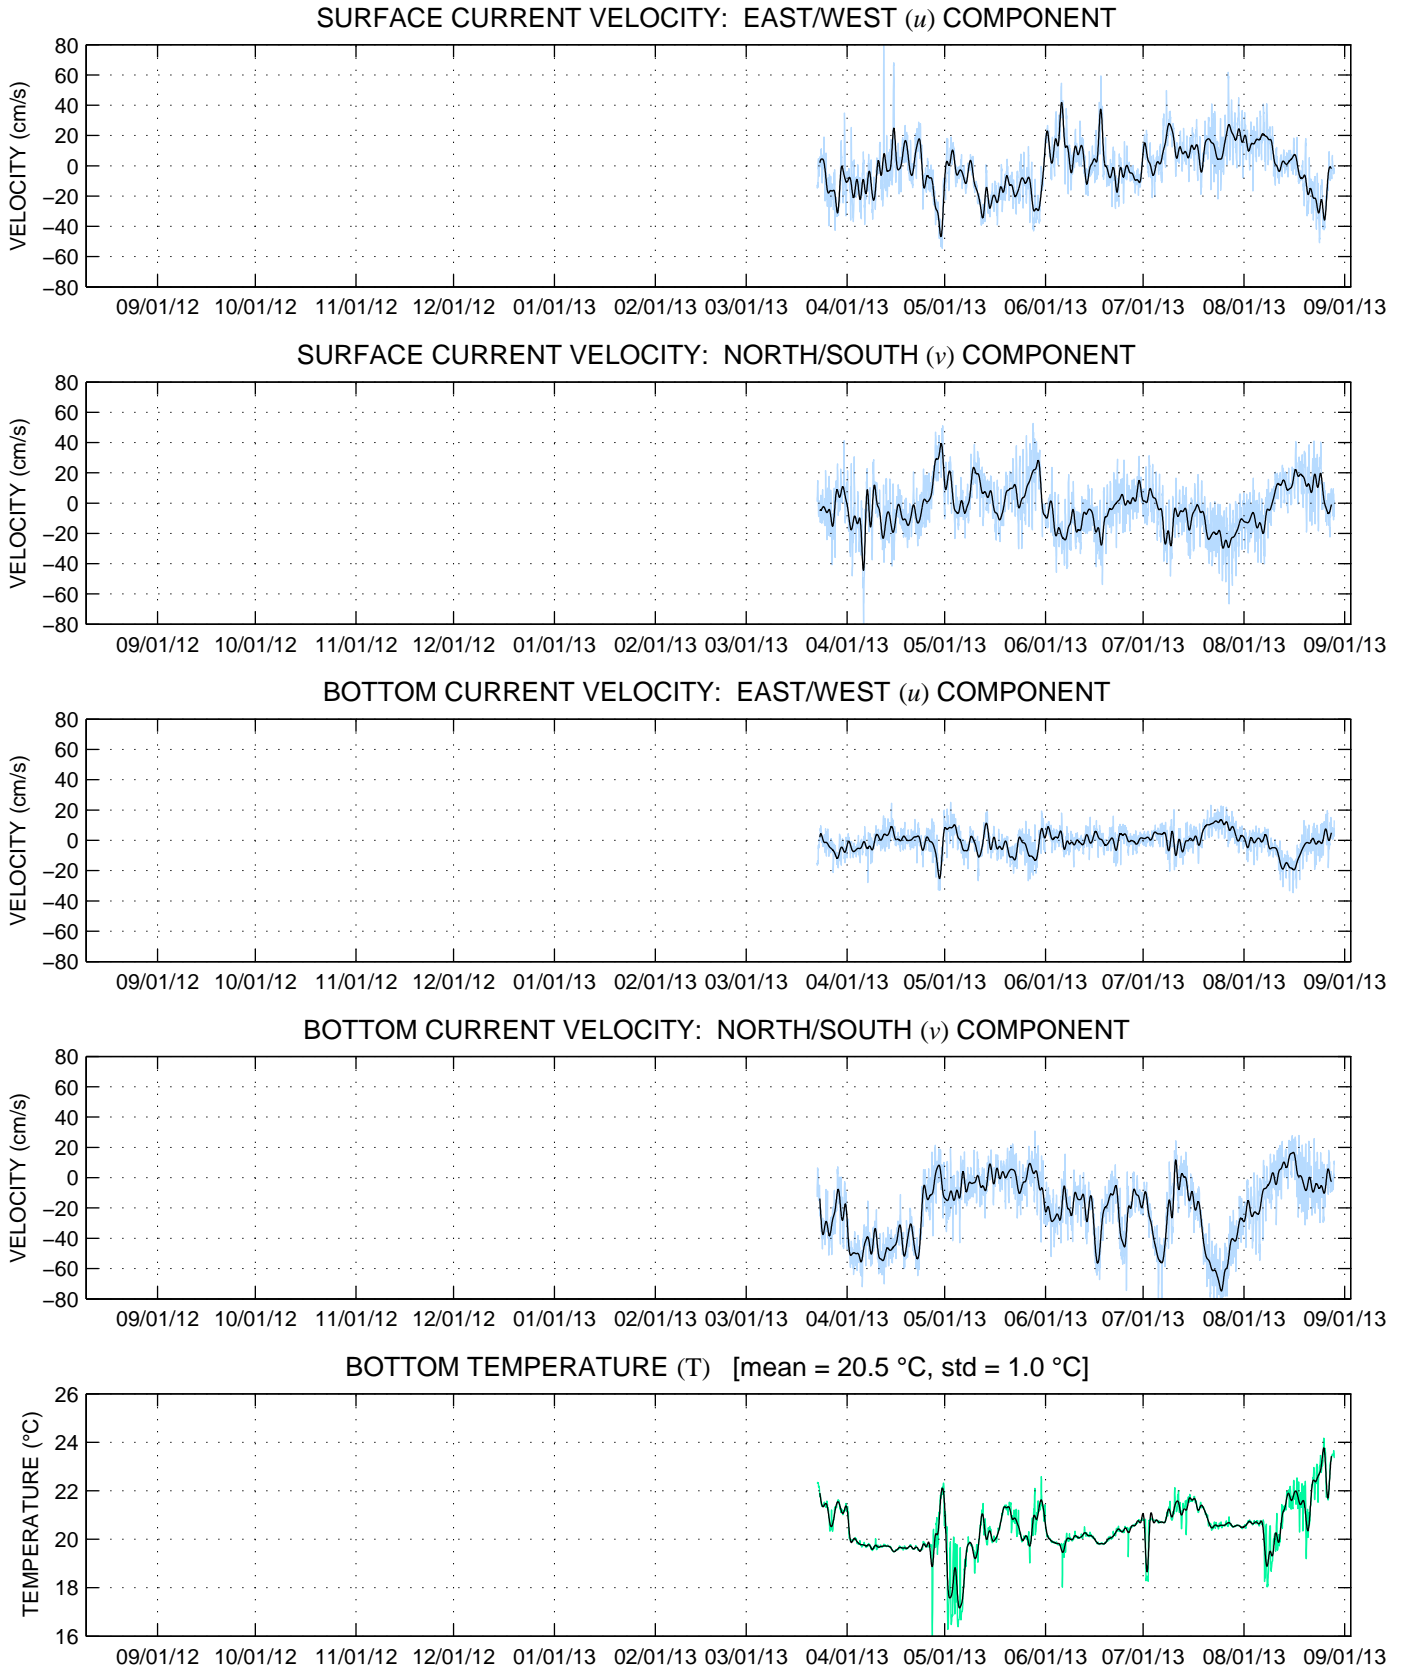 SURFACE CURRENT VELOCITY: EAST/WEST (u) COMPONENT
80
60
40
20
0
−20
−40
−60
−80
VELOCITY (cm/s)
09/01/12 10/01/12 11/01/12 12/01/12 01/01/13 02/01/13 03/01/13 04/01/13 05/01/13 06/01/13 07/01/13 08/01/13 09/01/13
SURFACE CURRENT VELOCITY: NORTH/SOUTH (v) COMPONENT
80
60
40
20
0
−20
−40
−60
−80
VELOCITY (cm/s)
09/01/12 10/01/12 11/01/12 12/01/12 01/01/13 02/01/13 03/01/13 04/01/13 05/01/13 06/01/13 07/01/13 08/01/13 09/01/13
BOTTOM CURRENT VELOCITY: EAST/WEST (u) COMPONENT
80
60
40
20
0
−20
−40
−60
−80
VELOCITY (cm/s)
09/01/12 10/01/12 11/01/12 12/01/12 01/01/13 02/01/13 03/01/13 04/01/13 05/01/13 06/01/13 07/01/13 08/01/13 09/01/13
BOTTOM CURRENT VELOCITY: NORTH/SOUTH (v) COMPONENT
80
60
40
20
0
−20
−40
−60
−80
VELOCITY (cm/s)
09/01/12 10/01/12 11/01/12 12/01/12 01/01/13 02/01/13 03/01/13 04/01/13 05/01/13 06/01/13 07/01/13 08/01/13 09/01/13
BOTTOM TEMPERATURE (T) [mean = 20.5 °C, std = 1.0 °C]
26
24
22
20
18
16
TEMPERATURE (°C)
09/01/12 10/01/12 11/01/12 12/01/12 01/01/13 02/01/13 03/01/13 04/01/13 05/01/13 06/01/13 07/01/13 08/01/13 09/01/13